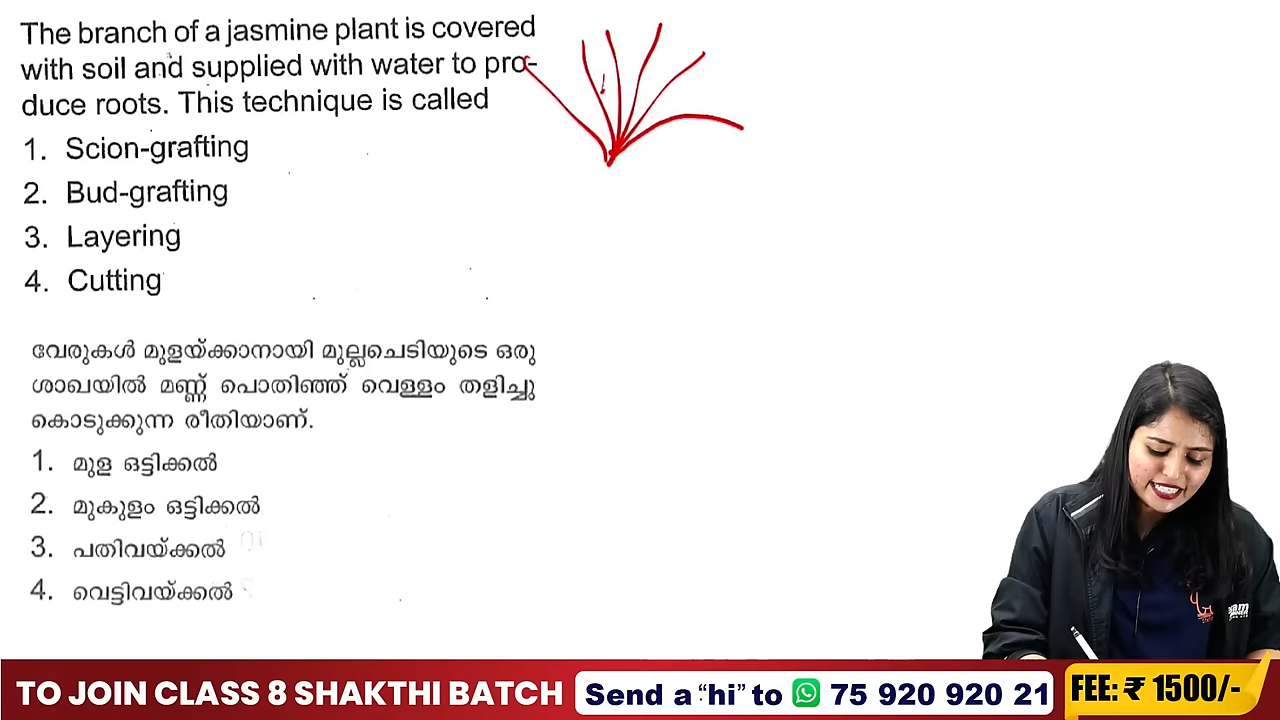 The branch of a jasmine plant is covered
with soil and supplied with water to pro-
duce roots. This technique is called
1. Scion-grafting
2. Bud-grafting
3. Layering
4. Cutting
വേരുകൾ മുളയ്ക്കാനായി മുല്ലചെടിയുടെ ഒരു
ശാഖയിൽ മണ്ണ് പൊതിഞ്ഞ് വെള്ളം തളിച്ചു
കൊടുക്കുന്ന രീതിയാണ്.
1. മുള ഒട്ടിക്കൽ
2. മുകുളം ഒട്ടിക്കൽ
3. പതിവയ്ക്കൽ
4. വെട്ടിവയ്ക്കൽ
TO JOIN CLASS 8 SHAKTHI BATCH
Send a “hi” to 75 920 920 21
FEE: ₹ 1500/-